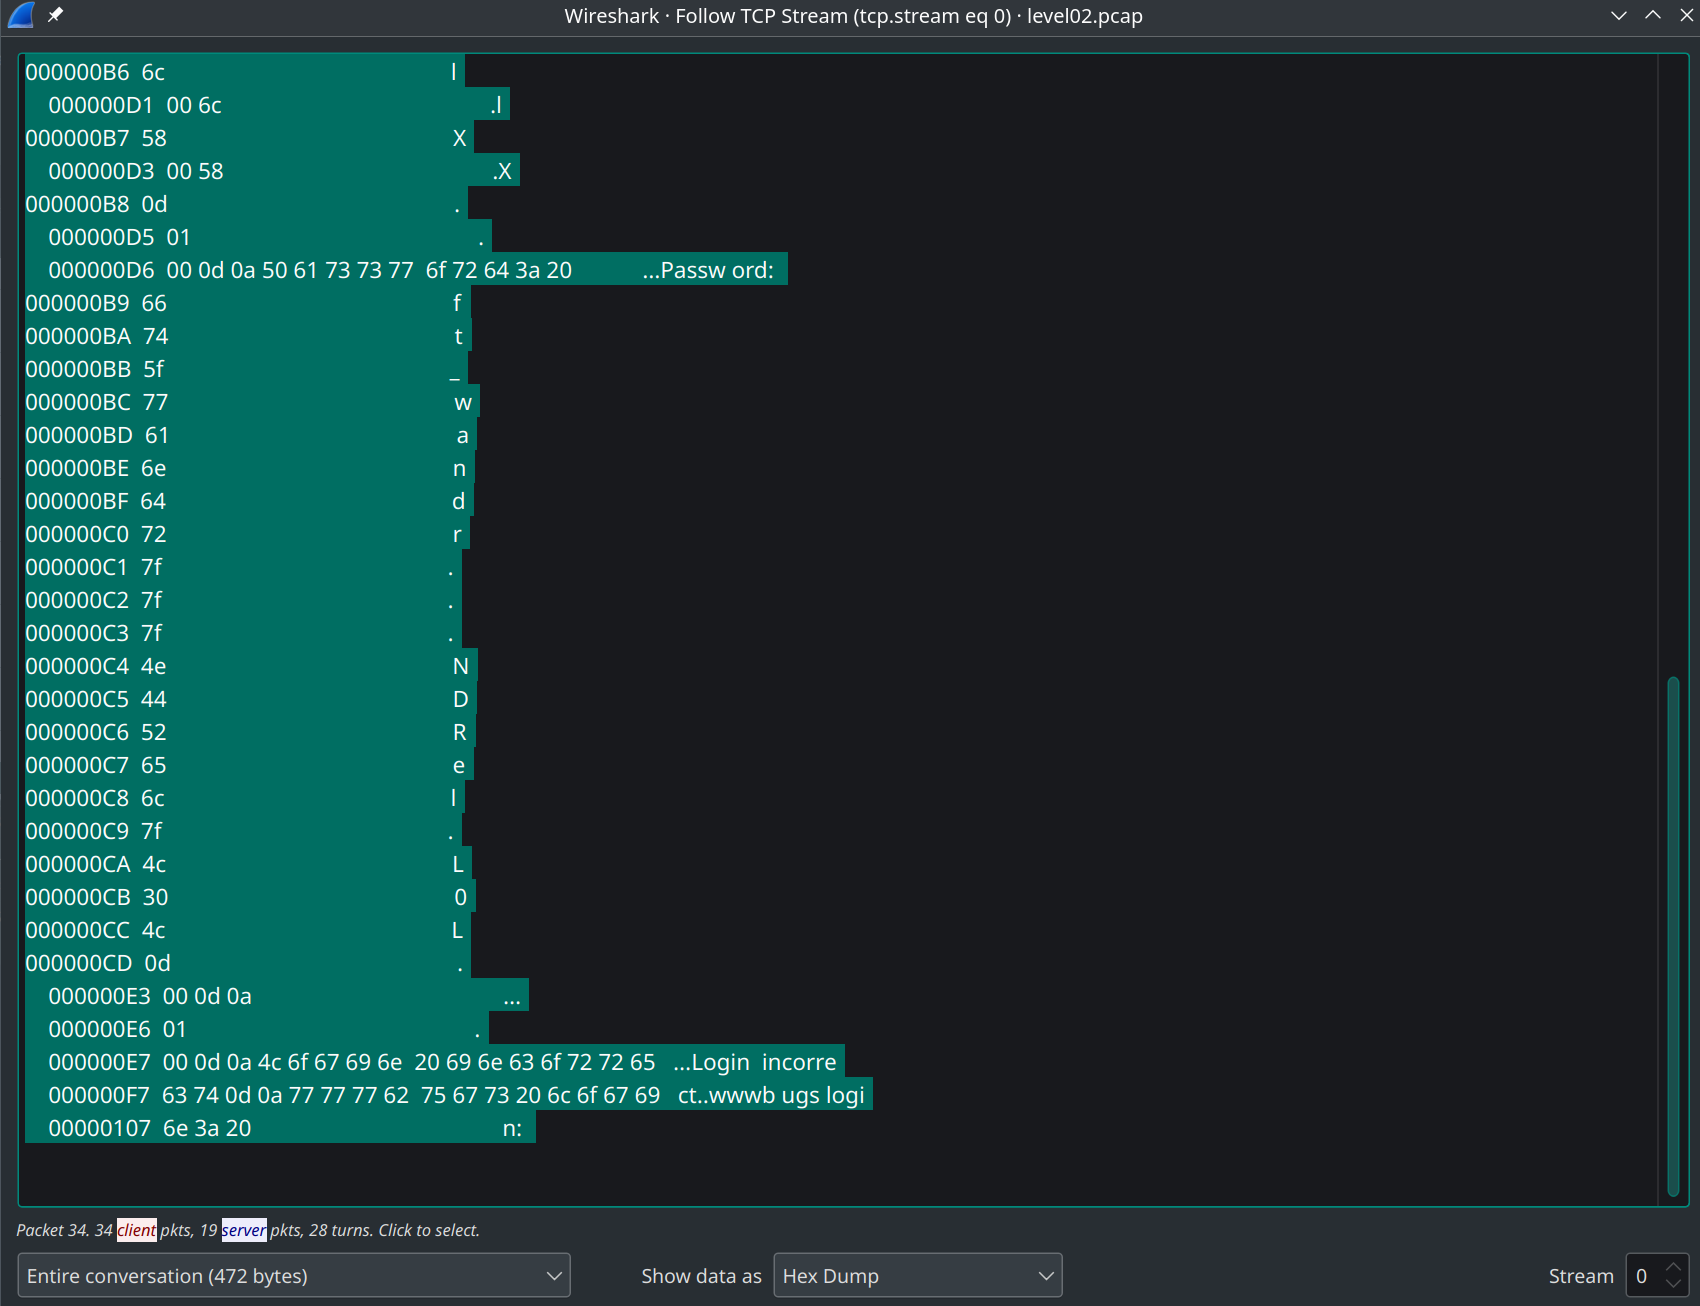 Wireshark · Follow TCP Stream (tcp.stream eq 0) · level02.pcap
000000B6 6c l
000000D1 00 6c .l
000000B7 58 X
000000D3 00 58 .X
000000B8 0d .
000000D5 01 .
000000D6 00 0d 0a 50 61 73 73 77 6f 72 64 3a 20 ...Passw ord:
000000B9 66 f
000000BA 74 t
000000BB 5f _
000000BC 77 w
000000BD 61 a
000000BE 6e n
000000BF 64 d
000000C0 72 r
000000C1 7f .
000000C2 7f .
000000C3 7f .
000000C4 4e N
000000C5 44 D
000000C6 52 R
000000C7 65 e
000000C8 6c l
000000C9 7f .
000000CA 4c L
000000CB 30 0
000000CC 4c L
000000CD 0d .
000000E3 00 0d 0a ...
000000E6 01 .
000000E7 00 0d 0a 4c 6f 67 69 6e 20 69 6e 63 6f 72 72 65 ...Login incorre
000000F7 63 74 0d 0a 77 77 77 62 75 67 73 20 6c 6f 67 69 ct..wwwb ugs logi
00000107 6e 3a 20 n:
Packet 34. 34 client pkts, 19 server pkts, 28 turns. Click to select.
Entire conversation (472 bytes) Show data as Hex Dump Stream 0